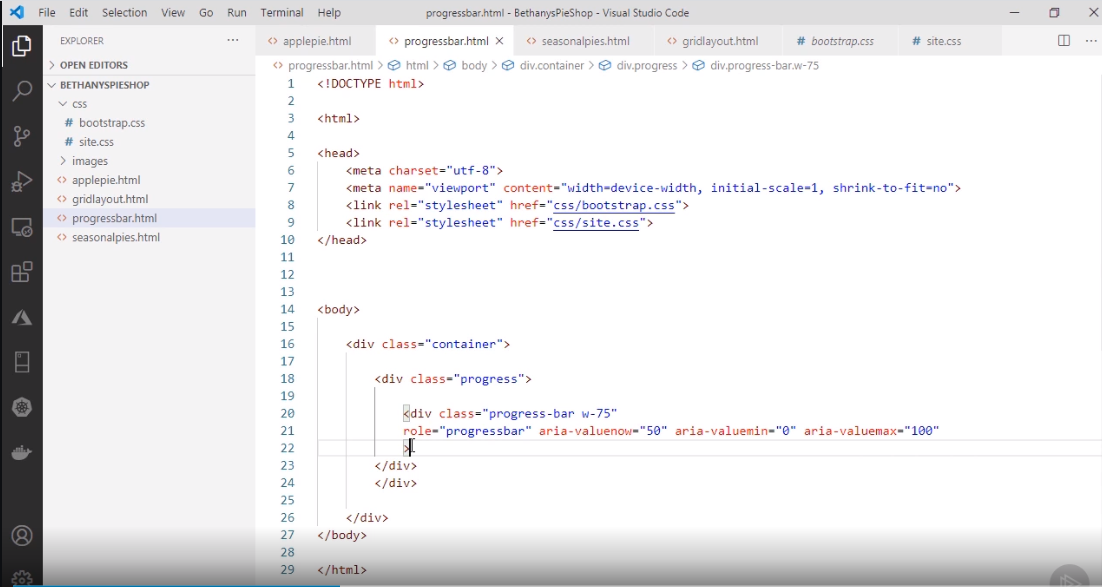 File Edit Selection View Go Run Terminal Help progressbar.html - BethanysPieShop - Visual Studio Code
EXPLORER ···
applepie.html progressbar.html seasonalpies.html gridlayout.html # bootstrap.css # site.css ···
OPEN EDITORS
progressbar.html > html > body > div.container > div.progress > div.progress-bar.w-75
BETHANYSPIESHOP
css
# bootstrap.css
# site.css
images
applepie.html
gridlayout.html
progressbar.html
seasonalpies.html
1 <!DOCTYPE html>
2
3 <html>
4
5 <head>
6 <meta charset="utf-8">
7 <meta name="viewport" content="width=device-width, initial-scale=1, shrink-to-fit=no">
8 <link rel="stylesheet" href="css/bootstrap.css">
9 <link rel="stylesheet" href="css/site.css">
10 </head>
11
12
13
14 <body>
15
16 <div class="container">
17
18 <div class="progress">
19
20 <div class="progress-bar w-75"
21 role="progressbar" aria-valuenow="50" aria-valuemin="0" aria-valuemax="100"
22 >
23 </div>
24 </div>
25
26 </div>
27 </body>
28
29 </html>